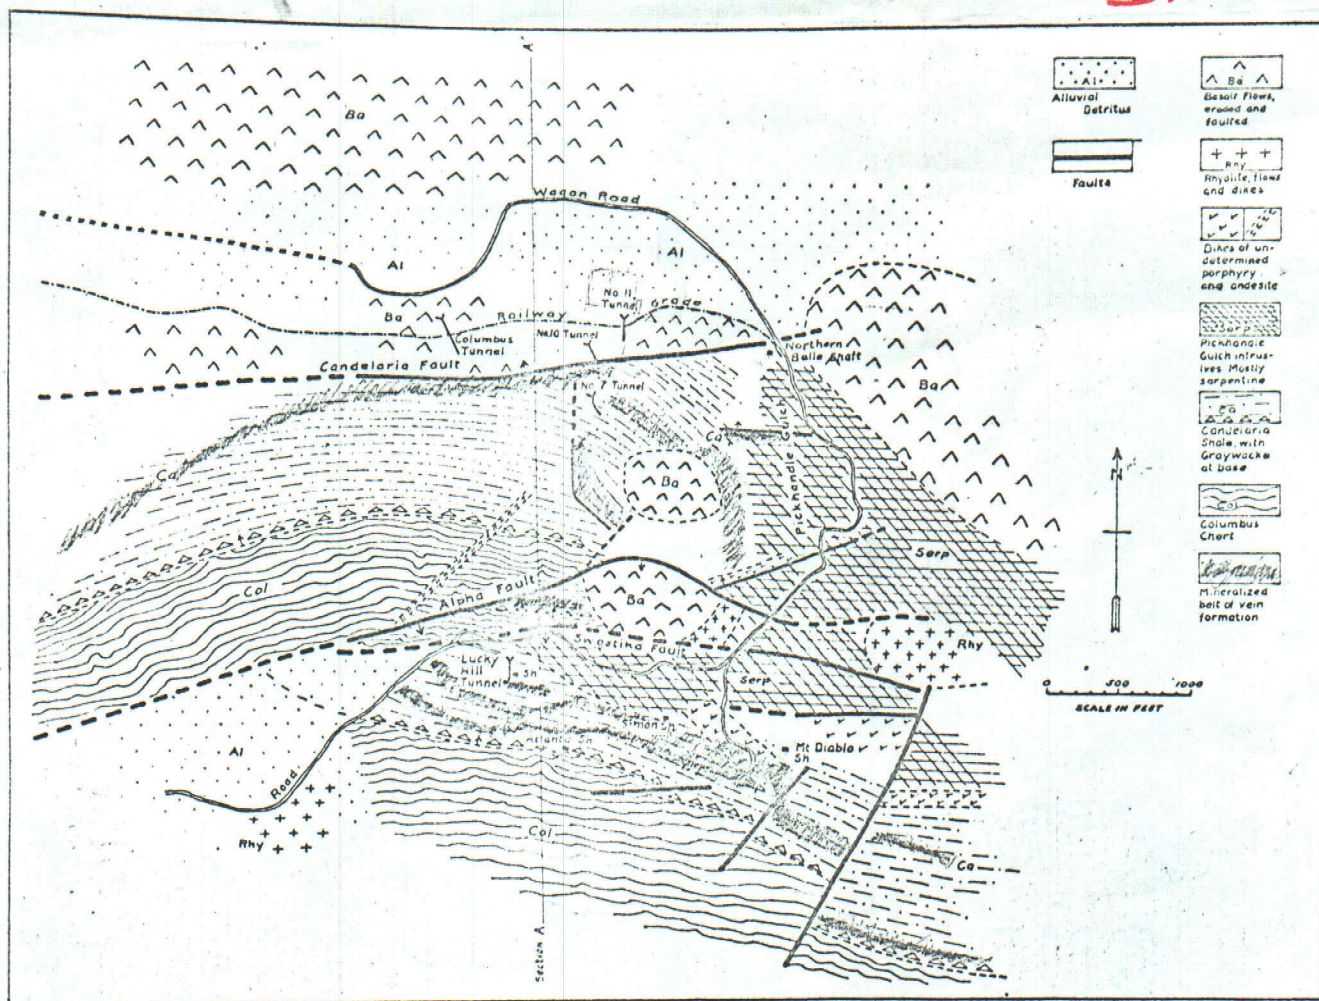 A'
Al
Alluvial
Detritus
Faults
Ba
Basalt flows,
eroded and
faulted.
Rhy
Rhyolite, flows
and dikes
Dikes of un-
determined
porphyry
and andesite
Serp
Pickhandle
Gulch intrus-
ives. Mostly
serpentine
Ca
Candelaria
Shale, with
Graywacke
at base
Col
Columbus
Chert
Mineralized
belt of vein
formation
N
0 500 1000
SCALE IN FEET
Ba
Wagon Road
Al
Al
No 11
Tunnel
Ba
Railway
Grade
Columbus
Tunnel
No.10 Tunnel
Northern
Belle Shaft
Candelaria Fault
No. 7 Tunnel
Ba
Ca
Pickhandle Gulch
Ca
Ba
Serp
Col
Alpha Fault
Ba
Rhy
Lucky
Hill
Tunnel
Sh
Fault
Serp
Simon Sh
Mt Diablo
Sh
Al
Road
Rhy
Col
Ca
Section A